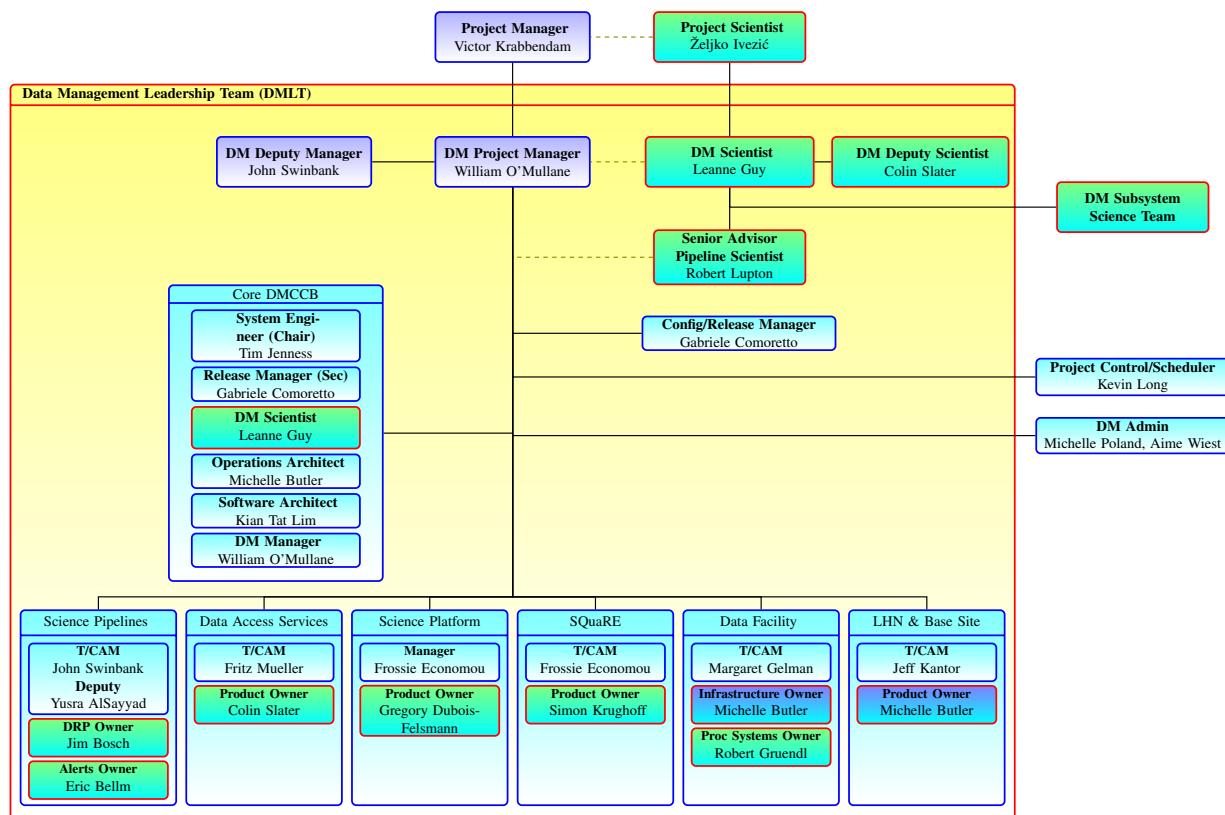 Project Manager
Victor Krabbendam
Project Scientist
Željko Ivezić
Data Management Leadership Team (DMLT)
DM Deputy Manager
John Swinbank
DM Project Manager
William O'Mullane
DM Scientist
Leanne Guy
DM Deputy Scientist
Colin Slater
DM Subsystem
Science Team
Senior Advisor
Pipeline Scientist
Robert Lupton
Core DMCCB
System Engi-
neer (Chair)
Tim Jenness
Release Manager (Sec)
Gabriele Comoretto
DM Scientist
Leanne Guy
Operations Architect
Michelle Butler
Software Architect
Kian Tat Lim
DM Manager
William O'Mullane
Config/Release Manager
Gabriele Comoretto
Project Control/Scheduler
Kevin Long
DM Admin
Michelle Poland, Aime Wiest
Science Pipelines
T/CAM
John Swinbank
Deputy
Yusra AlSayyad
DRP Owner
Jim Bosch
Alerts Owner
Eric Bellm
Data Access Services
T/CAM
Fritz Mueller
Product Owner
Colin Slater
Science Platform
Manager
Frossie Economou
Product Owner
Gregory Dubois-
Felsmann
SQuaRE
T/CAM
Frossie Economou
Product Owner
Simon Krughoff
Data Facility
T/CAM
Margaret Gelman
Infrastructure Owner
Michelle Butler
Proc Systems Owner
Robert Gruendl
LHN & Base Site
T/CAM
Jeff Kantor
Product Owner
Michelle Butler